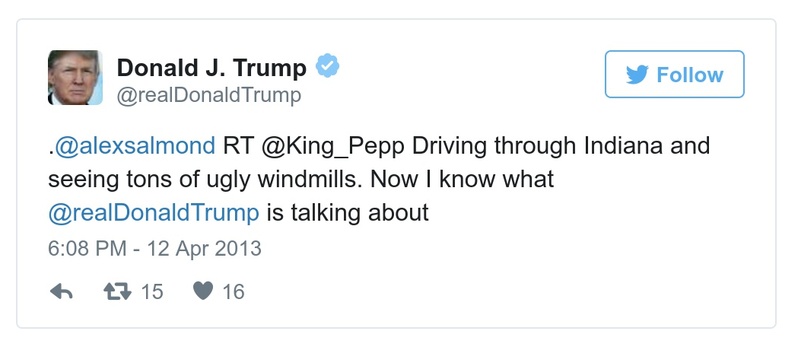 Donald J. Trump
@realDonaldTrump
Follow
.@alexsalmond RT @King_Pepp Driving through Indiana and
seeing tons of ugly windmills. Now I know what
@realDonaldTrump is talking about
6:08 PM - 12 Apr 2013
15 16